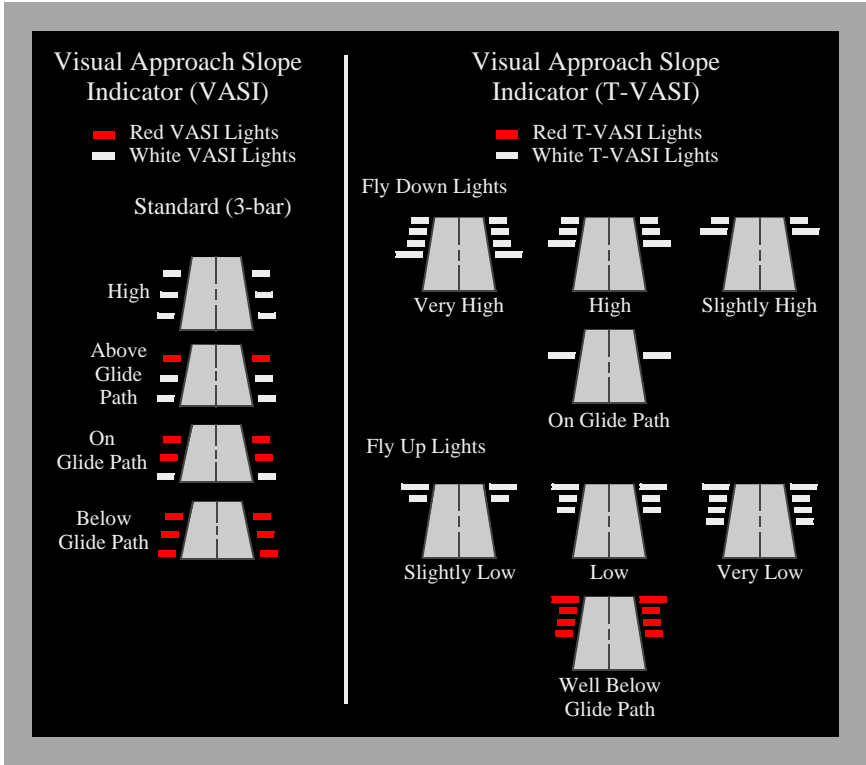 Visual Approach Slope
Indicator (VASI)
Red VASI Lights
White VASI Lights
Standard (3-bar)
High
Above
Glide
Path
On
Glide Path
Below
Glide Path
Visual Approach Slope
Indicator (T-VASI)
Red T-VASI Lights
White T-VASI Lights
Fly Down Lights
Very High
High
Slightly High
On Glide Path
Fly Up Lights
Slightly Low
Low
Very Low
Well Below
Glide Path